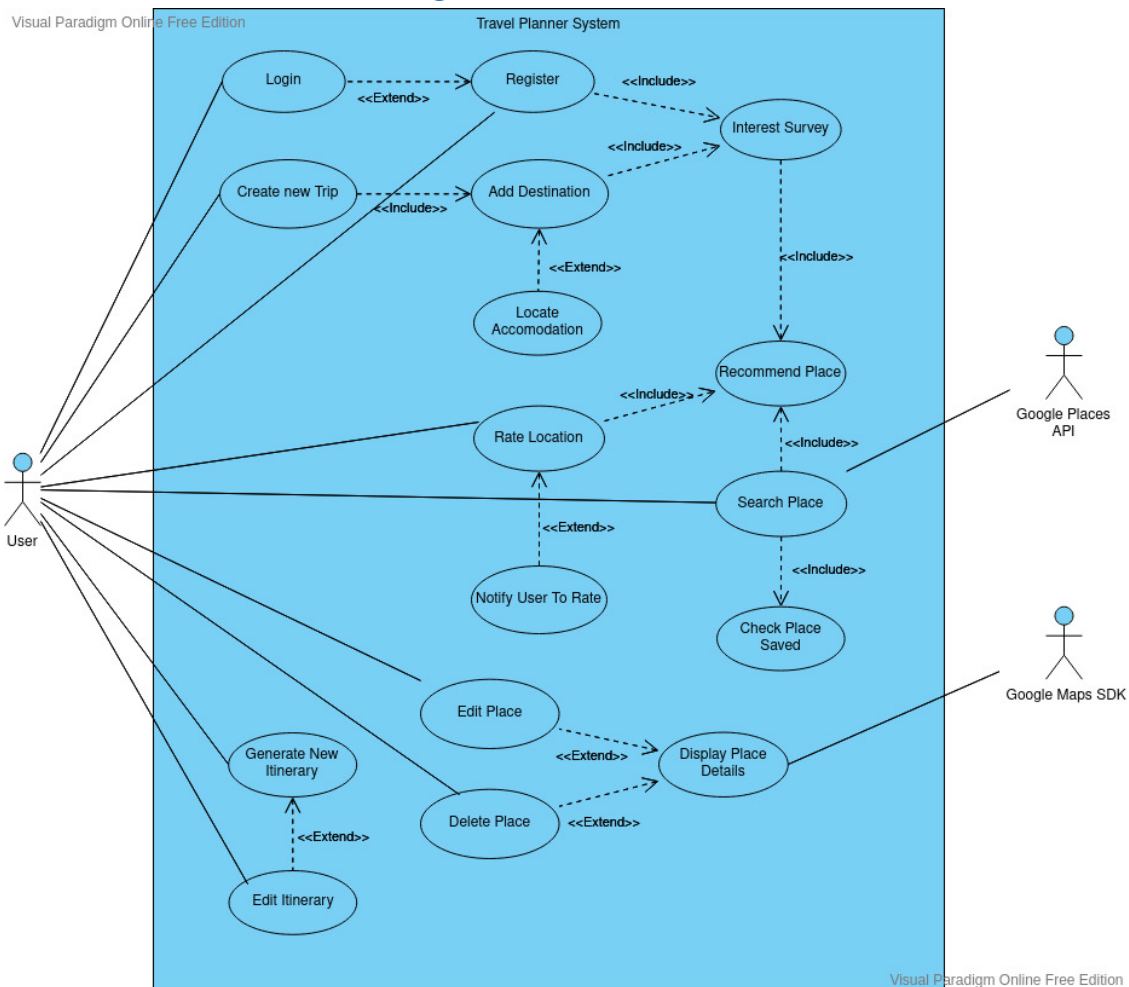 Visual Paradigm Online Free Edition
Travel Planner System
Login
<<Extend>>
Register
<<Include>>
Interest Survey
Create new Trip
<<Include>>
Add Destination
<<Include>>
<<Extend>>
<<Include>>
Locate
Accomodation
Recommend Place
<<Include>>
Rate Location
<<Include>>
Google Places
API
Search Place
<<Extend>>
User
<<Include>>
Notify User To Rate
Check Place
Saved
Google Maps SDK
Edit Place
<<Extend>>
Generate New
Itinerary
Display Place
Details
Delete Place
<<Extend>>
<<Extend>>
Edit Itinerary
Visual Paradigm Online Free Edition